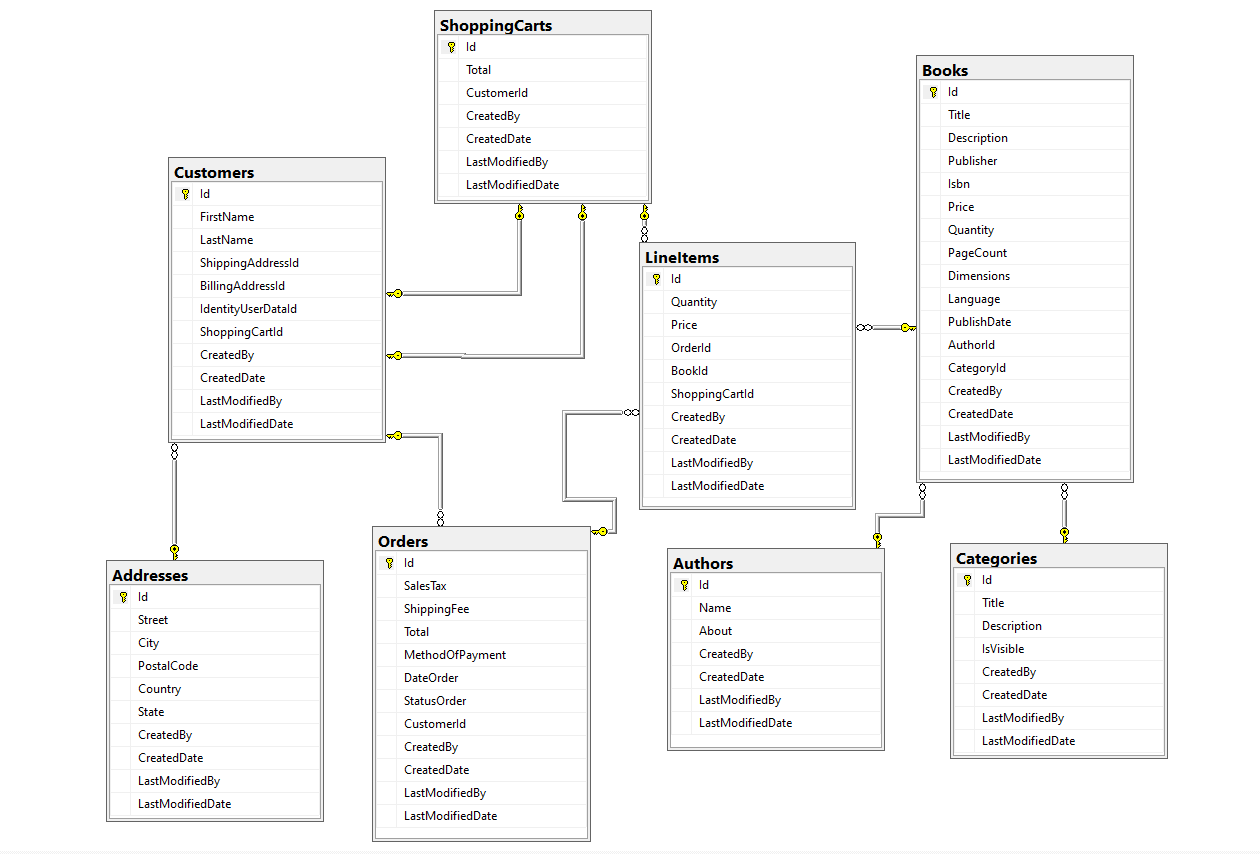 ShoppingCarts
Id
Total
CustomerId
CreatedBy
CreatedDate
LastModifiedBy
LastModifiedDate
Books
Id
Title
Description
Publisher
Isbn
Price
Quantity
PageCount
Dimensions
Language
PublishDate
AuthorId
CategoryId
CreatedBy
CreatedDate
LastModifiedBy
LastModifiedDate
Customers
Id
FirstName
LastName
ShippingAddressId
BillingAddressId
IdentityUserDataId
ShoppingCartId
CreatedBy
CreatedDate
LastModifiedBy
LastModifiedDate
LineItems
Id
Quantity
Price
OrderId
BookId
ShoppingCartId
CreatedBy
CreatedDate
LastModifiedBy
LastModifiedDate
Addresses
Id
Street
City
PostalCode
Country
State
CreatedBy
CreatedDate
LastModifiedBy
LastModifiedDate
Orders
Id
SalesTax
ShippingFee
Total
MethodOfPayment
DateOrder
StatusOrder
CustomerId
CreatedBy
CreatedDate
LastModifiedBy
LastModifiedDate
Authors
Id
Name
About
CreatedBy
CreatedDate
LastModifiedBy
LastModifiedDate
Categories
Id
Title
Description
IsVisible
CreatedBy
CreatedDate
LastModifiedBy
LastModifiedDate